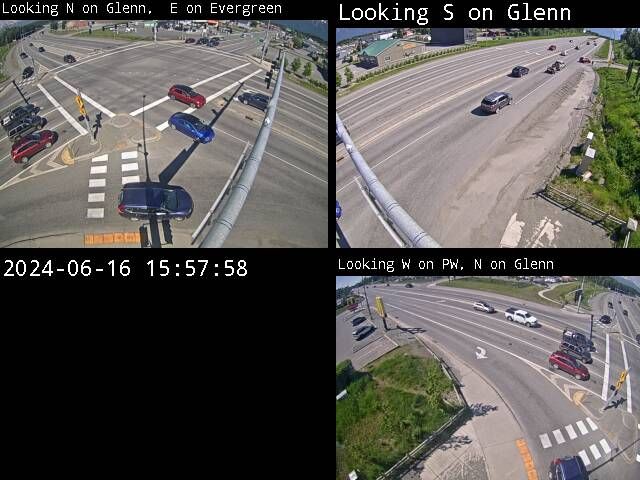 Looking N on Glenn,  E on Evergreen
Looking S on Glenn
2024-06-16 15:57:58
Looking W on PW, N on Glenn